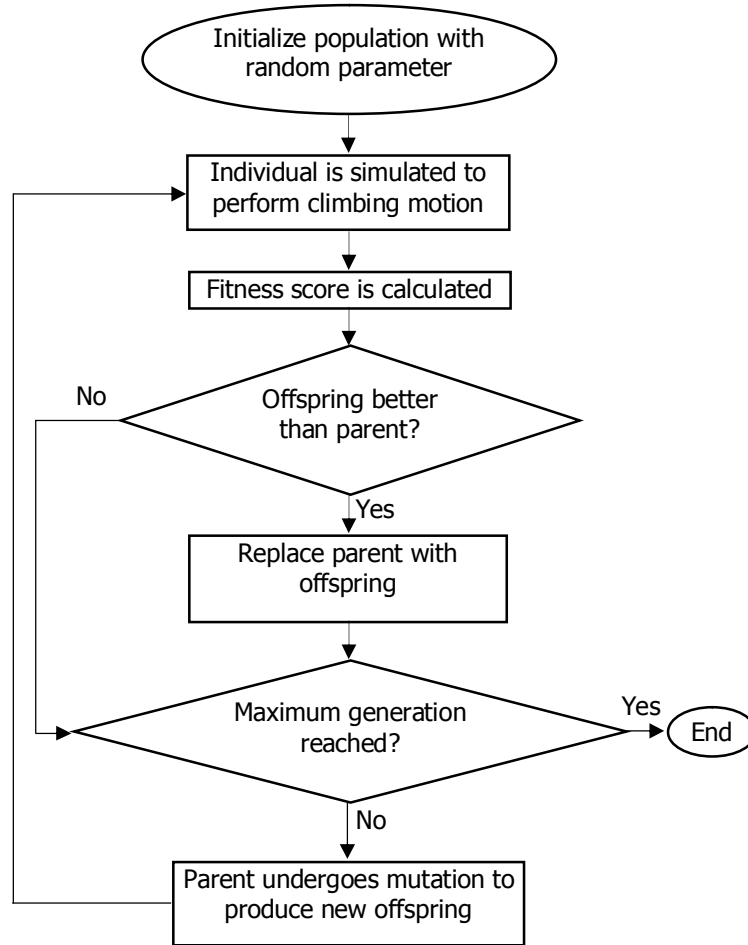 Initialize population with
random parameter
Individual is simulated to
perform climbing motion
Fitness score is calculated
No
Offspring better
than parent?
Yes
Replace parent with
offspring
Maximum generation
reached?
Yes
End
No
Parent undergoes mutation to
produce new offspring